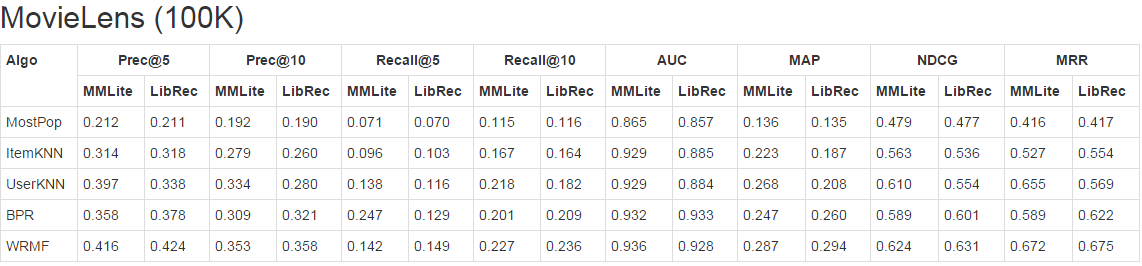 MovieLens (100K)
Algo Prec@5 Prec@10 Recall@5 Recall@10 AUC MAP NDCG MRR
MMLite LibRec MMLite LibRec MMLite LibRec MMLite LibRec MMLite LibRec MMLite LibRec MMLite LibRec MMLite LibRec
MostPop 0.212 0.211 0.192 0.190 0.071 0.070 0.115 0.116 0.865 0.857 0.136 0.135 0.479 0.477 0.416 0.417
ItemKNN 0.314 0.318 0.279 0.260 0.096 0.103 0.167 0.164 0.929 0.885 0.223 0.187 0.563 0.536 0.527 0.554
UserKNN 0.397 0.338 0.334 0.280 0.138 0.116 0.218 0.182 0.929 0.884 0.268 0.208 0.610 0.554 0.655 0.569
BPR 0.358 0.378 0.309 0.321 0.247 0.129 0.201 0.209 0.932 0.933 0.247 0.260 0.589 0.601 0.589 0.622
WRMF 0.416 0.424 0.353 0.358 0.142 0.149 0.227 0.236 0.936 0.928 0.287 0.294 0.624 0.631 0.672 0.675